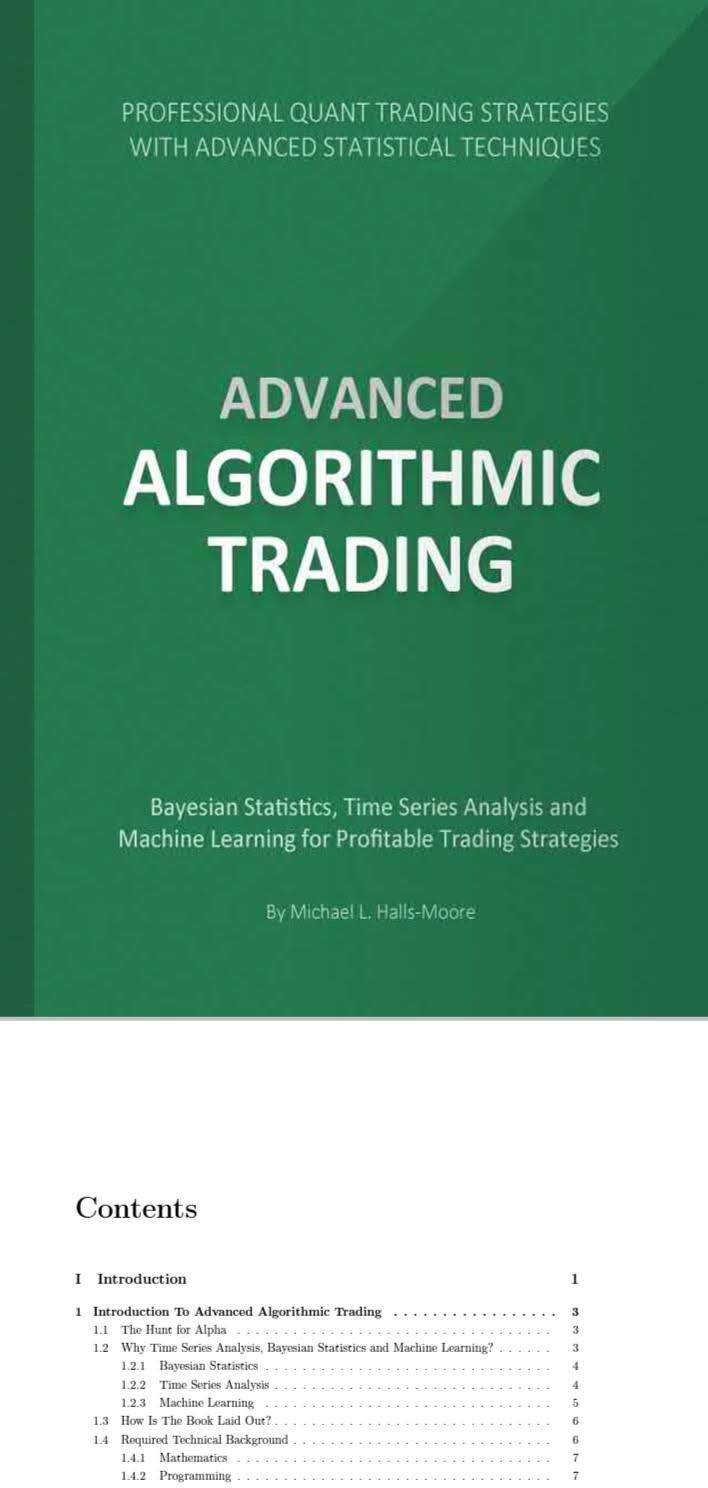 PROFESSIONAL QUANT TRADING STRATEGIES
WITH ADVANCED STATISTICAL TECHNIQUES
ADVANCED
ALGORITHMIC
TRADING
Bayesian Statistics, Time Series Analysis and
Machine Learning for Profitable Trading Strategies
By Michael L. Halls-Moore
Contents
I Introduction 1
1 Introduction To Advanced Algorithmic Trading . . . . . . . . . . . . . . . . . 3
1.1 The Hunt for Alpha . . . . . . . . . . . . . . . . . . . . . . . . . . . . . . . . 3
1.2 Why Time Series Analysis, Bayesian Statistics and Machine Learning? . . . . . . 3
1.2.1 Bayesian Statistics . . . . . . . . . . . . . . . . . . . . . . . . . . . . . 4
1.2.2 Time Series Analysis . . . . . . . . . . . . . . . . . . . . . . . . . . . . 4
1.2.3 Machine Learning . . . . . . . . . . . . . . . . . . . . . . . . . . . . . 5
1.3 How Is The Book Laid Out? . . . . . . . . . . . . . . . . . . . . . . . . . . . . 6
1.4 Required Technical Background . . . . . . . . . . . . . . . . . . . . . . . . . . 6
1.4.1 Mathematics . . . . . . . . . . . . . . . . . . . . . . . . . . . . . . . . 7
1.4.2 Programming . . . . . . . . . . . . . . . . . . . . . . . . . . . . . . . . 7